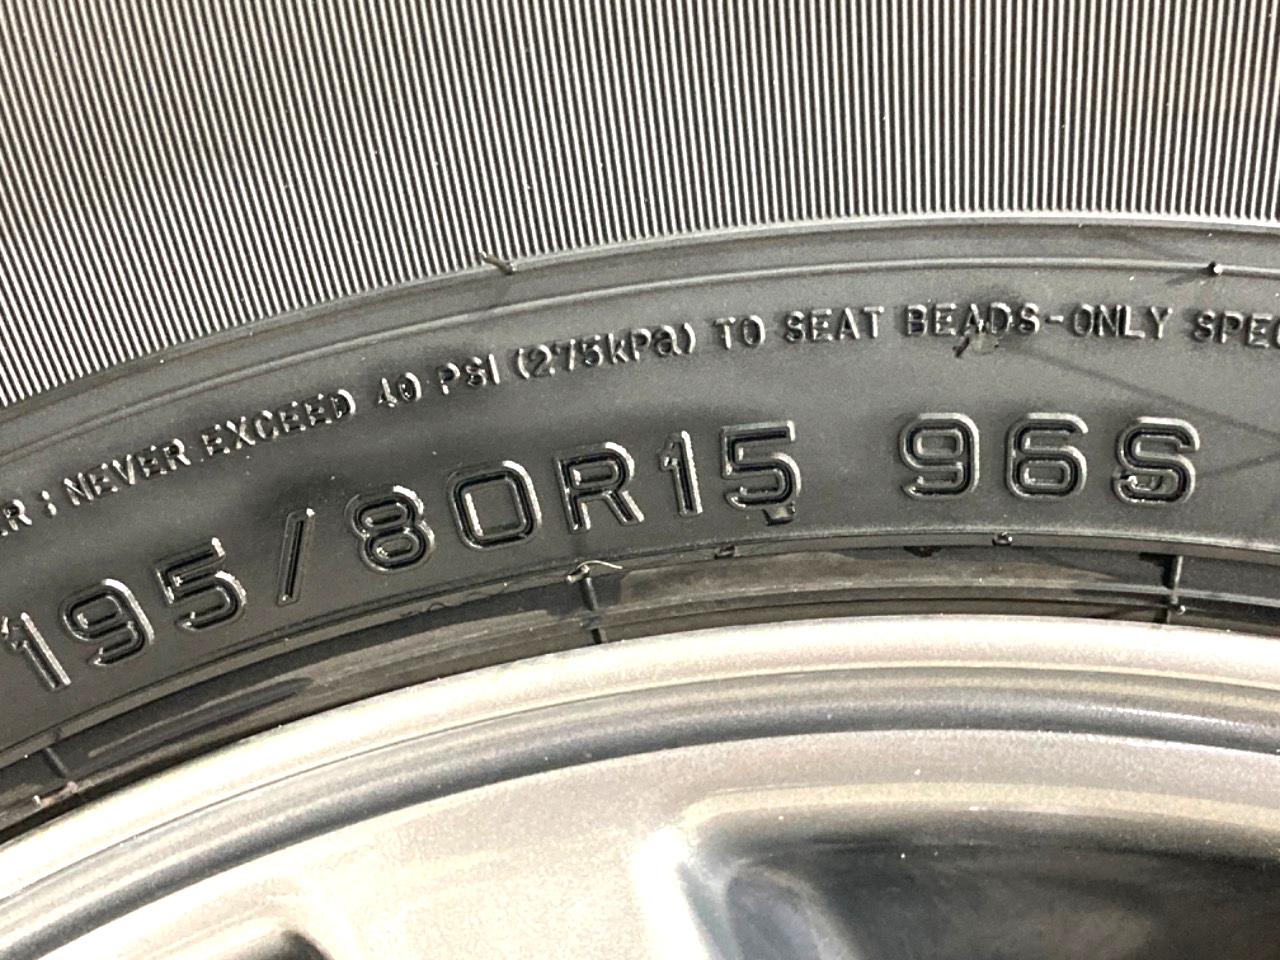 R ; NEVER EXCEED 40 PSI (275kPa) TO SEAT BEADS-ONLY SPEC
195/80R15 96S